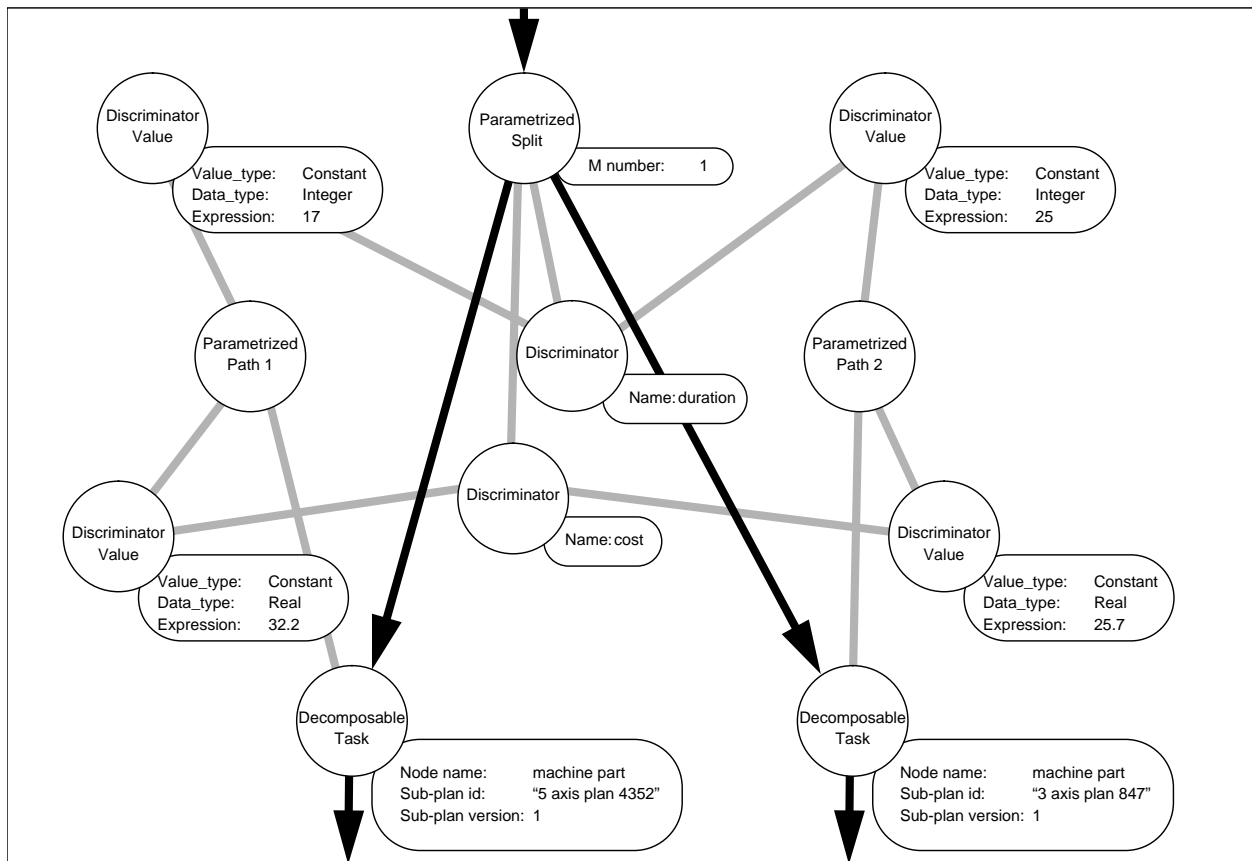 Discriminator
Value
Value_type: Constant
Data_type: Integer
Expression: 17
Parametrized
Split
M number: 1
Discriminator
Value
Value_type: Constant
Data_type: Integer
Expression: 25
Parametrized
Path 1
Discriminator
Name: duration
Parametrized
Path 2
Discriminator
Value
Value_type: Constant
Data_type: Real
Expression: 32.2
Discriminator
Name: cost
Discriminator
Value
Value_type: Constant
Data_type: Real
Expression: 25.7
Decomposable
Task
Node name: machine part
Sub-plan id: “5 axis plan 4352”
Sub-plan version: 1
Decomposable
Task
Node name: machine part
Sub-plan id: “3 axis plan 847”
Sub-plan version: 1